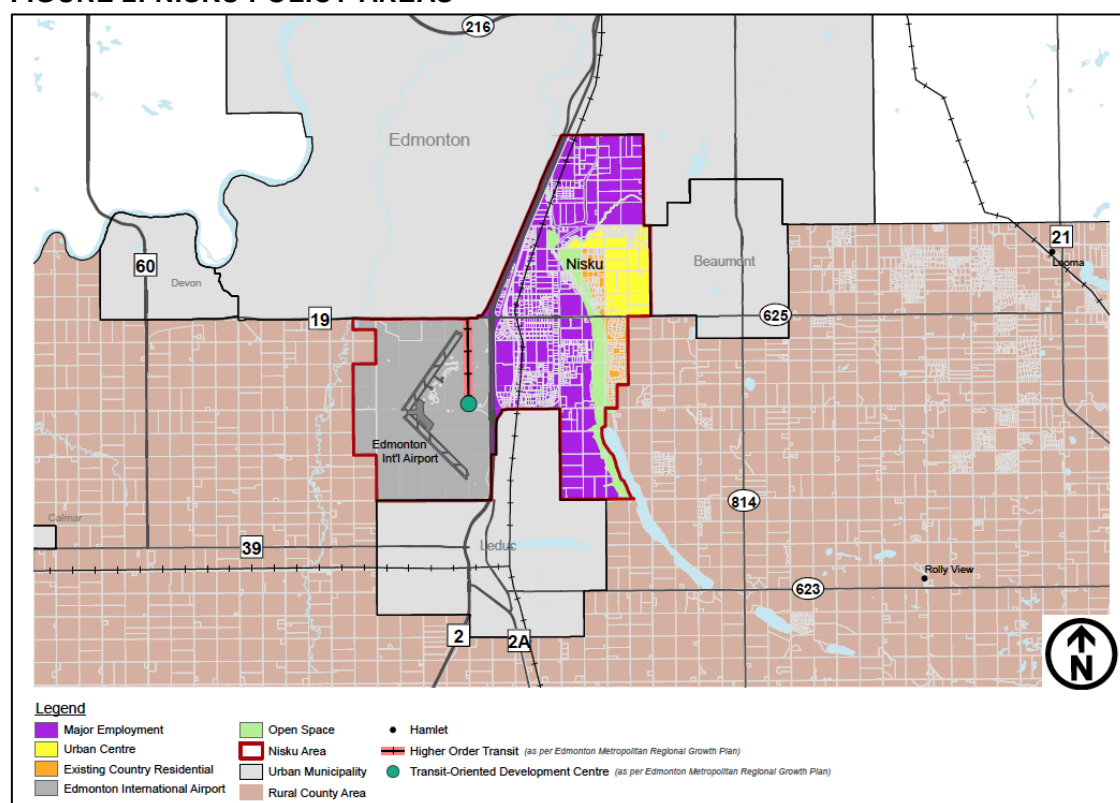 216
Edmonton
60
Devon
19
Nisku
Beaumont
21
Looma
625
Edmonton
Int'l Airport
Calmar
39
Leduc
814
Rolly View
623
2
2A
N
Legend
Major Employment
Urban Centre
Existing Country Residential
Edmonton International Airport
Open Space
Nisku Area
Urban Municipality
Rural County Area
Hamlet
Higher Order Transit (as per Edmonton Metropolitan Regional Growth Plan)
Transit-Oriented Development Centre (as per Edmonton Metropolitan Regional Growth Plan)